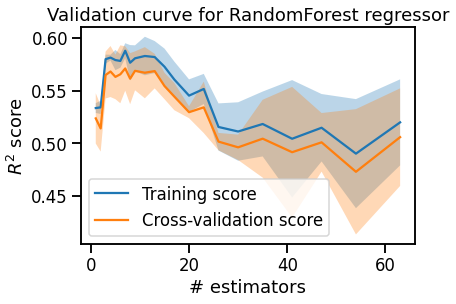 Validation curve for RandomForest regressor
0.60
0.55
0.50
0.45
R² score
Training score
Cross-validation score
0 20 40 60
# estimators